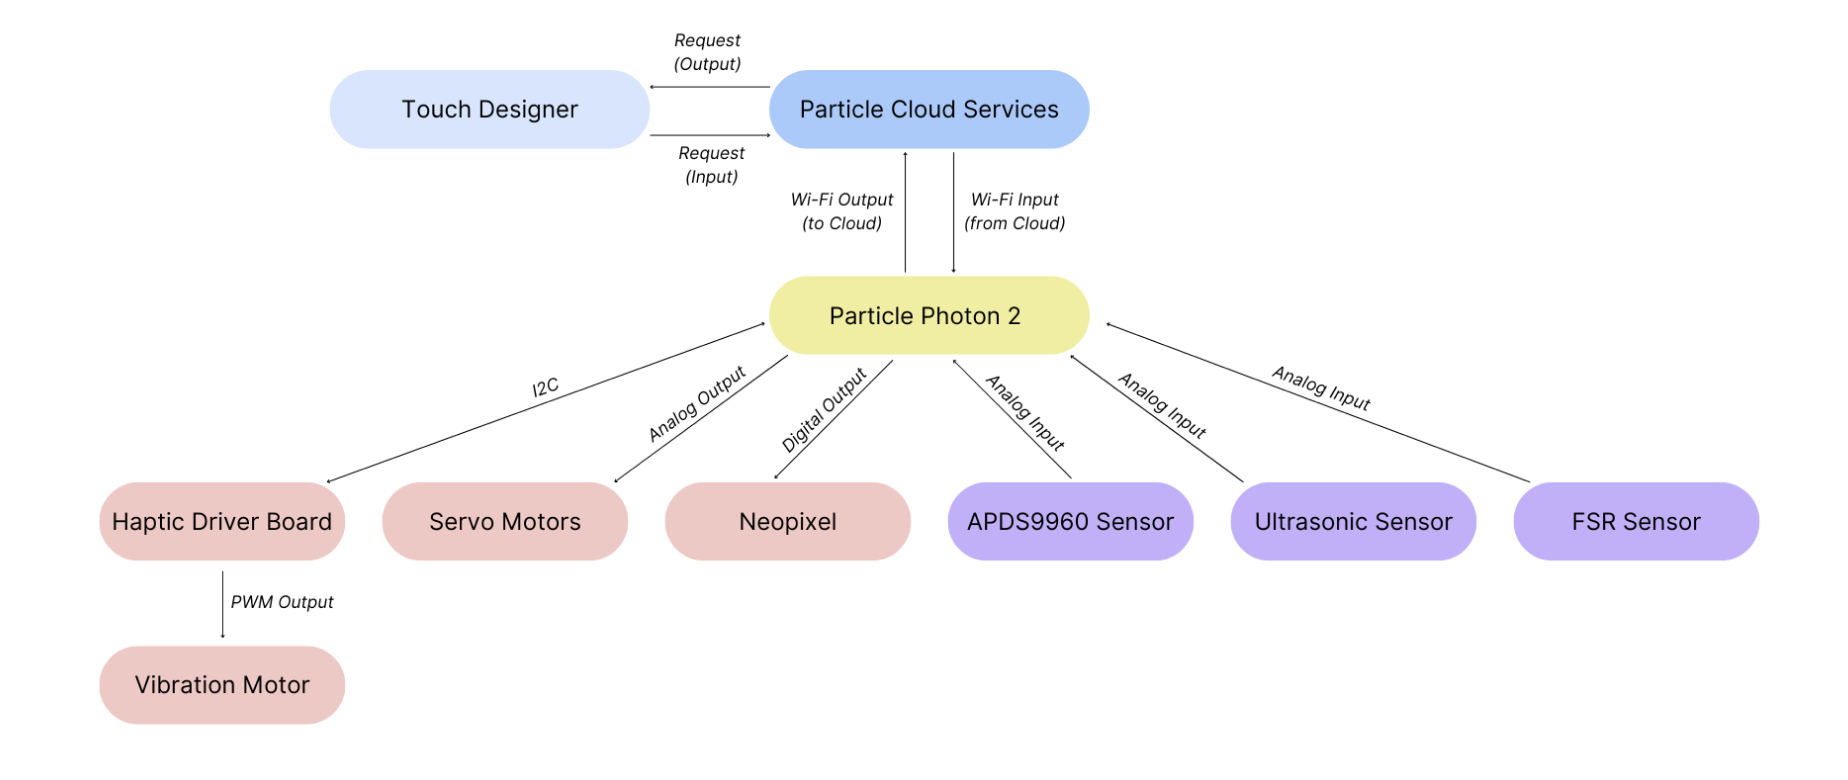 Request
(Output)
Touch Designer
Particle Cloud Services
Request
(Input)
Wi-Fi Output
(to Cloud)
Wi-Fi Input
(from Cloud)
Particle Photon 2
I2C
Analog Output
Digital Output
Analog Input
Analog Input
Analog Input
Haptic Driver Board
Servo Motors
Neopixel
APDS9960 Sensor
Ultrasonic Sensor
FSR Sensor
PWM Output
Vibration Motor